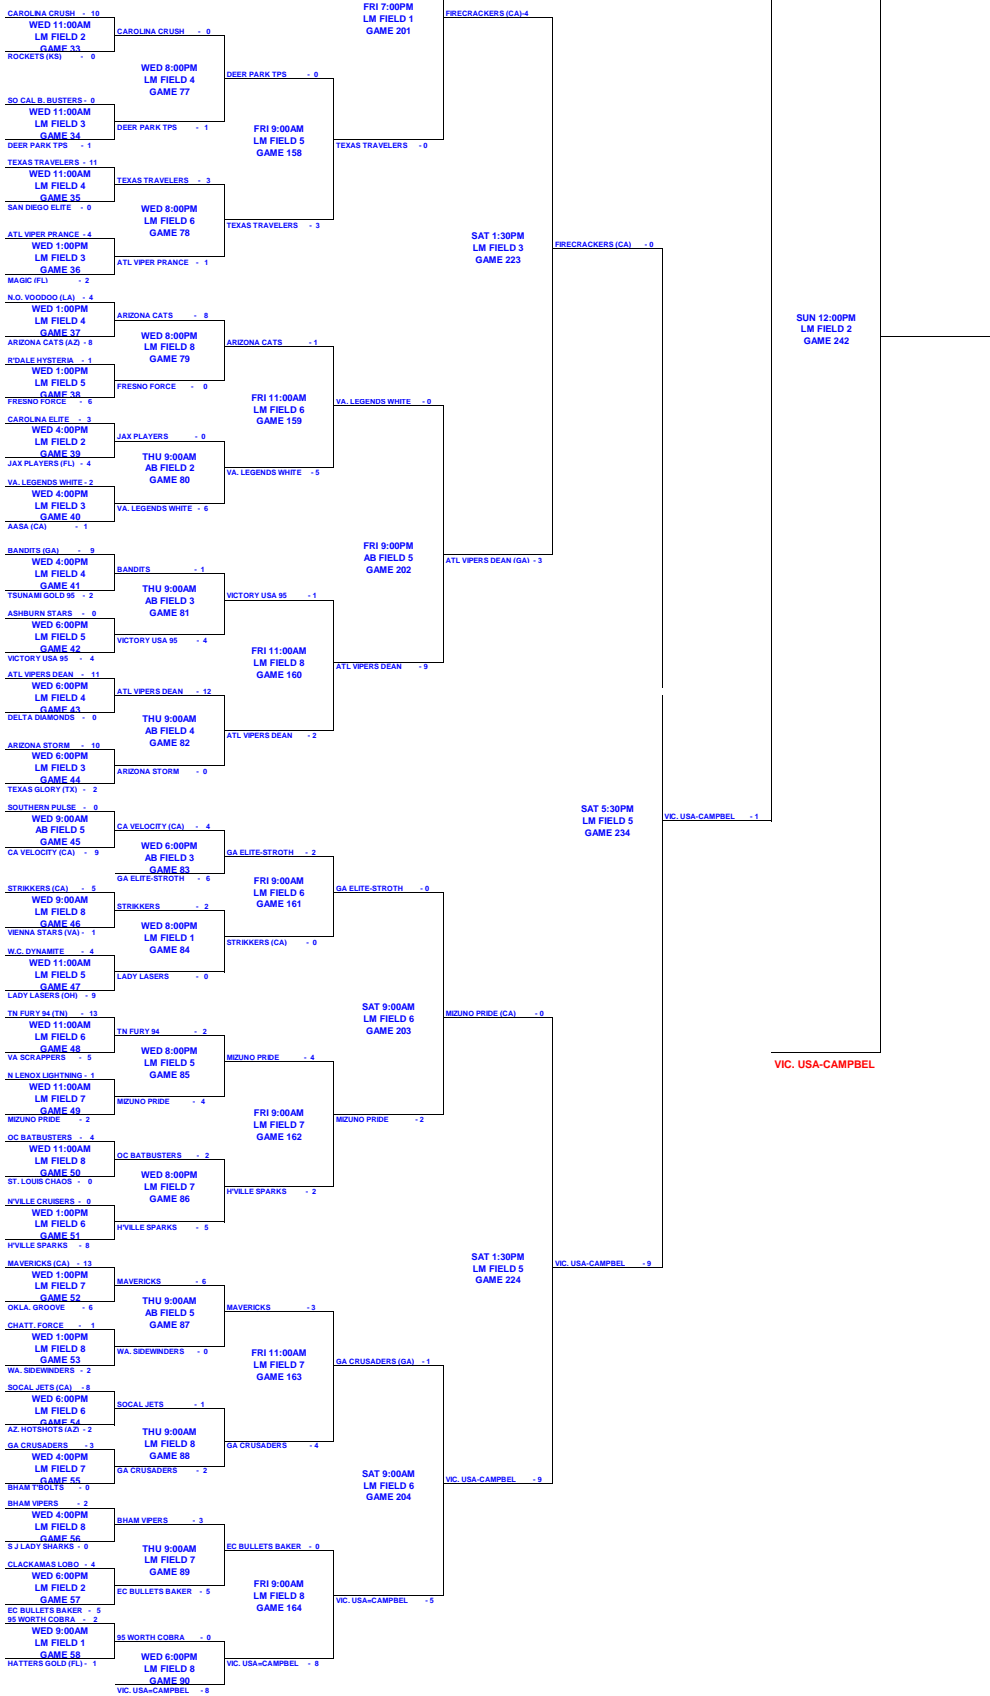 CAROLINA CRUSH - 10
WED 11:00AM
LM FIELD 2
GAME 33
ROCKETS (KS) - 0
SO CAL B. BUSTERS - 0
WED 11:00AM
LM FIELD 3
GAME 34
DEER PARK TPS - 1
TEXAS TRAVELERS - 11
WED 11:00AM
LM FIELD 4
GAME 35
SAN DIEGO ELITE - 0
ATL VIPER PRANCE - 4
WED 1:00PM
LM FIELD 3
GAME 36
MAGIC (FL) - 2
N.O. VOODOO (LA) - 4
WED 1:00PM
LM FIELD 4
GAME 37
ARIZONA CATS (AZ) - 8
R'DALE HYSTERIA - 1
WED 1:00PM
LM FIELD 5
GAME 38
FRESNO FORCE - 6
CAROLINA ELITE - 3
WED 4:00PM
LM FIELD 2
GAME 39
JAX PLAYERS (FL) - 4
VA. LEGENDS WHITE - 2
WED 4:00PM
LM FIELD 3
GAME 40
AASA (CA) - 1
BANDITS (GA) - 9
WED 4:00PM
LM FIELD 4
GAME 41
TSUNAMI GOLD 95 - 2
ASHBURN STARS - 0
WED 6:00PM
LM FIELD 5
GAME 42
VICTORY USA 95 - 4
ATL VIPERS DEAN - 11
WED 6:00PM
LM FIELD 4
GAME 43
DELTA DIAMONDS - 0
ARIZONA STORM - 10
WED 6:00PM
LM FIELD 3
GAME 44
TEXAS GLORY (TX) - 2
SOUTHERN PULSE - 0
WED 9:00AM
AB FIELD 5
GAME 45
CA VELOCITY (CA) - 9
STRIKKERS (CA) - 5
WED 9:00AM
LM FIELD 8
GAME 46
VIENNA STARS (VA) - 1
W.C. DYNAMITE - 4
WED 11:00AM
LM FIELD 5
GAME 47
LADY LASERS (OH) - 9
TN FURY 94 (TN) - 13
WED 11:00AM
LM FIELD 6
GAME 48
VA SCRAPPERS - 5
N LENOX LIGHTNING - 1
WED 11:00AM
LM FIELD 7
GAME 49
MIZUNO PRIDE - 2
OC BATBUSTERS - 4
WED 11:00AM
LM FIELD 8
GAME 50
ST. LOUIS CHAOS - 0
N'VILLE CRUISERS - 0
WED 1:00PM
LM FIELD 6
GAME 51
H'VILLE SPARKS - 8
MAVERICKS (CA) - 13
WED 1:00PM
LM FIELD 7
GAME 52
OKLA. GROOVE - 6
CHATT. FORCE - 1
WED 1:00PM
LM FIELD 8
GAME 53
WA. SIDEWINDERS - 2
SOCAL JETS (CA) - 8
WED 6:00PM
LM FIELD 6
GAME 54
AZ. HOTSHOTS (AZ) - 2
GA CRUSADERS - 3
WED 4:00PM
LM FIELD 7
GAME 55
BHAM T'BOLTS - 0
BHAM VIPERS - 2
WED 4:00PM
LM FIELD 8
GAME 56
S J LADY SHARKS - 0
CLACKAMAS LOBO - 4
WED 6:00PM
LM FIELD 2
GAME 57
EC BULLETS BAKER - 5
95 WORTH COBRA - 2
WED 9:00AM
LM FIELD 1
GAME 58
HATTERS GOLD (FL) - 1
CAROLINA CRUSH - 0
WED 8:00PM
LM FIELD 4
GAME 77
DEER PARK TPS - 1
TEXAS TRAVELERS - 3
WED 8:00PM
LM FIELD 6
GAME 78
ATL VIPER PRANCE - 1
ARIZONA CATS - 8
WED 8:00PM
LM FIELD 8
GAME 79
FRESNO FORCE - 0
JAX PLAYERS - 0
THU 9:00AM
AB FIELD 2
GAME 80
VA. LEGENDS WHITE - 6
BANDITS - 1
THU 9:00AM
AB FIELD 3
GAME 81
VICTORY USA 95 - 4
ATL VIPERS DEAN - 12
THU 9:00AM
AB FIELD 4
GAME 82
ARIZONA STORM - 0
CA VELOCITY (CA) - 4
WED 6:00PM
AB FIELD 3
GAME 83
GA ELITE-STROTH - 6
STRIKKERS - 2
WED 8:00PM
LM FIELD 1
GAME 84
LADY LASERS - 0
TN FURY 94 - 2
WED 8:00PM
LM FIELD 5
GAME 85
MIZUNO PRIDE - 4
OC BATBUSTERS - 2
WED 8:00PM
LM FIELD 7
GAME 86
H'VILLE SPARKS - 5
MAVERICKS - 6
THU 9:00AM
AB FIELD 5
GAME 87
WA. SIDEWINDERS - 0
SOCAL JETS - 1
THU 9:00AM
LM FIELD 8
GAME 88
GA CRUSADERS - 2
BHAM VIPERS - 3
THU 9:00AM
LM FIELD 7
GAME 89
EC BULLETS BAKER - 5
95 WORTH COBRA - 0
WED 6:00PM
LM FIELD 8
GAME 90
VIC. USA=CAMPBEL - 8
DEER PARK TPS - 0
FRI 9:00AM
LM FIELD 5
GAME 158
TEXAS TRAVELERS - 3
ARIZONA CATS - 1
FRI 11:00AM
LM FIELD 6
GAME 159
VA. LEGENDS WHITE - 5
VICTORY USA 95 - 1
FRI 11:00AM
LM FIELD 8
GAME 160
ATL VIPERS DEAN - 2
GA ELITE-STROTH - 2
FRI 9:00AM
LM FIELD 6
GAME 161
STRIKKERS (CA) - 0
MIZUNO PRIDE - 4
FRI 9:00AM
LM FIELD 7
GAME 162
H'VILLE SPARKS - 2
MAVERICKS - 3
FRI 11:00AM
LM FIELD 7
GAME 163
GA CRUSADERS - 4
EC BULLETS BAKER - 0
FRI 9:00AM
LM FIELD 8
GAME 164
VIC. USA=CAMPBEL - 8
FRI 7:00PM
LM FIELD 1
GAME 201
TEXAS TRAVELERS - 0
VA. LEGENDS WHITE - 0
FRI 9:00PM
AB FIELD 5
GAME 202
ATL VIPERS DEAN - 9
GA ELITE-STROTH - 0
SAT 9:00AM
LM FIELD 6
GAME 203
MIZUNO PRIDE - 2
GA CRUSADERS (GA) - 1
SAT 9:00AM
LM FIELD 6
GAME 204
VIC. USA=CAMPBEL - 5
FIRECRACKERS (CA)-4
SAT 1:30PM
LM FIELD 3
GAME 223
ATL VIPERS DEAN (GA) - 3
MIZUNO PRIDE (CA) - 0
SAT 1:30PM
LM FIELD 5
GAME 224
VIC. USA-CAMPBEL - 9
FIRECRACKERS (CA) - 0
SAT 5:30PM
LM FIELD 5
GAME 234
VIC. USA-CAMPBEL - 9
VIC. USA-CAMPBEL - 1
SUN 12:00PM
LM FIELD 2
GAME 242
VIC. USA-CAMPBEL